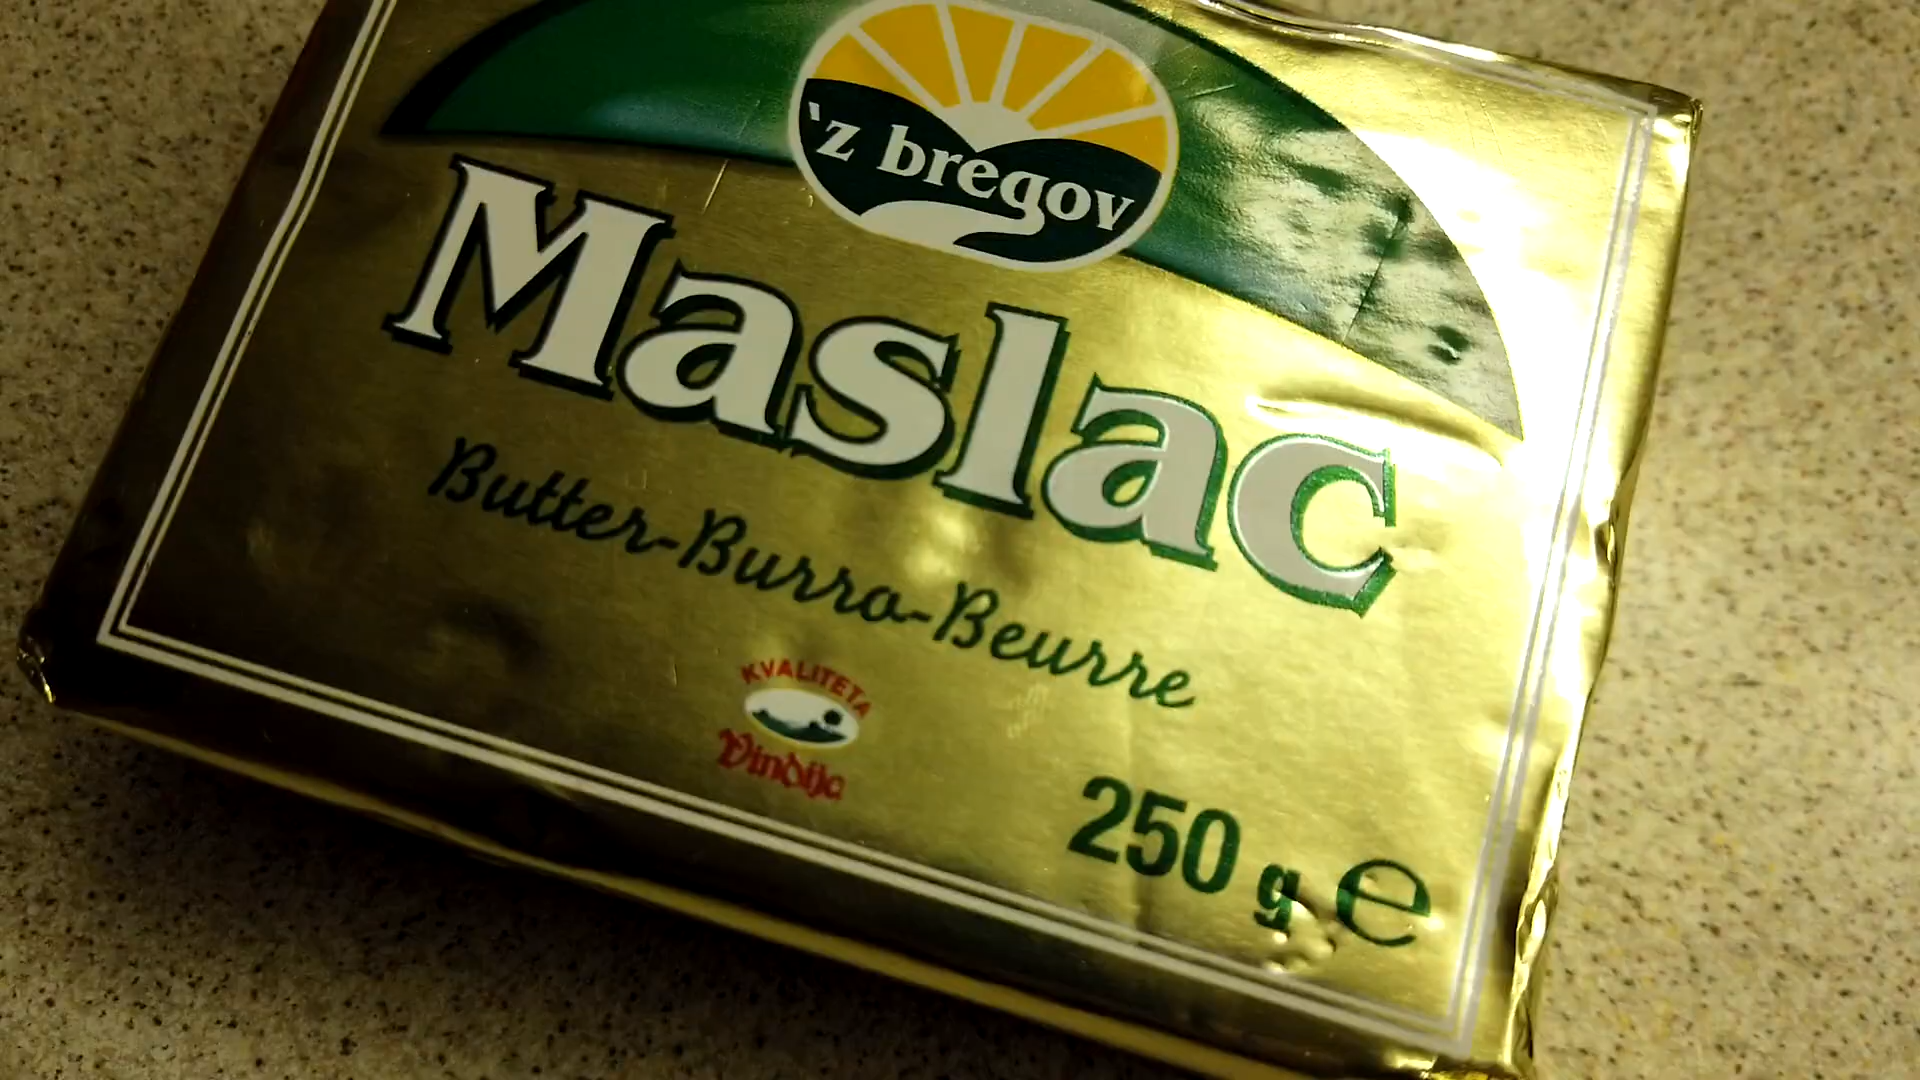 'z bregov
Maslac
Butter-Burro-Beurre
KVALITETA
Vindija
250 g ℮